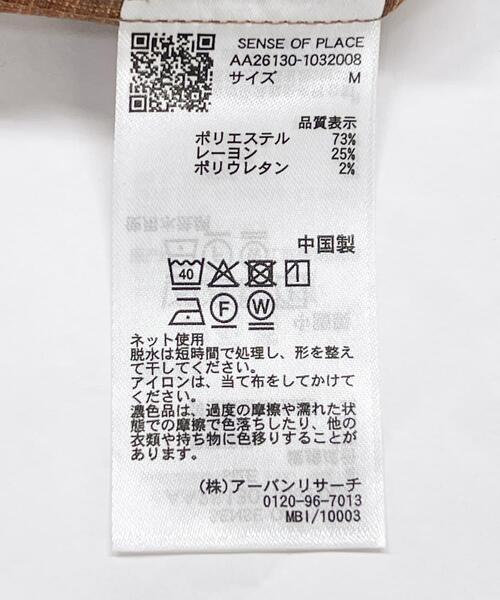 SENSE OF PLACE
AA26130-1032008
サイズ M
品質表示
ポリエステル 73%
レーヨン 25%
ポリウレタン 2%
中国製
40
F W
ネット使用
脱水は短時間で処理し、形を整え
て干してください。
アイロンは、当て布をしてかけて
ください。
濃色品は、過度の摩擦や濡れた状
態での摩擦で色落ちしたり、他の
衣類や持ち物に色移りすることが
あります。
(株)アーバンリサーチ
0120-96-7013
MBI/10003